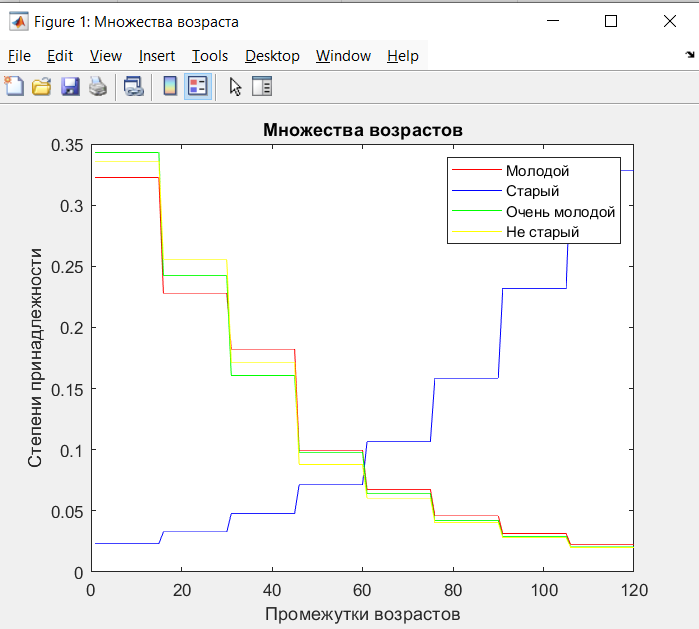 Figure 1: Множества возраста
File Edit View Insert Tools Desktop Window Help
Множества возрастов
0.35
0.3
0.25
0.2
0.15
0.1
0.05
0
Степени принадлежности
Молодой
Старый
Очень молодой
Не старый
0 20 40 60 80 100 120
Промежутки возрастов